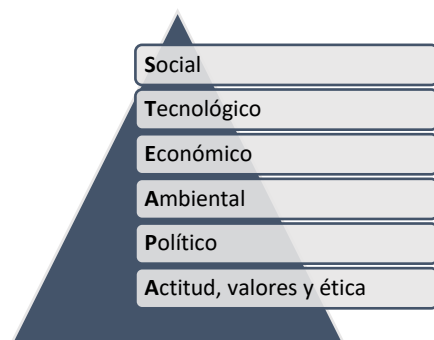 Social
Tecnológico
Económico
Ambiental
Político
Actitud, valores y ética